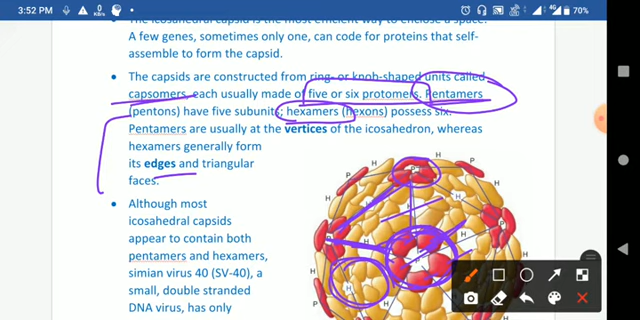 3:52 PM
4G
70%
The icosahedral capsid is the most efficient way to enclose a space.
A few genes, sometimes only one, can code for proteins that self-
assemble to form the capsid.
• The capsids are constructed from ring- or knob-shaped units called
capsomers, each usually made of five or six protomers. Pentamers
(pentons) have five subunits; hexamers (hexons) possess six.
Pentamers are usually at the vertices of the icosahedron, whereas
hexamers generally form
its edges and triangular
faces.
• Although most
icosahedral capsids
appear to contain both
pentamers and hexamers,
simian virus 40 (SV-40), a
small, double stranded
DNA virus, has only
H
P
H
H
H
P
H
H
P